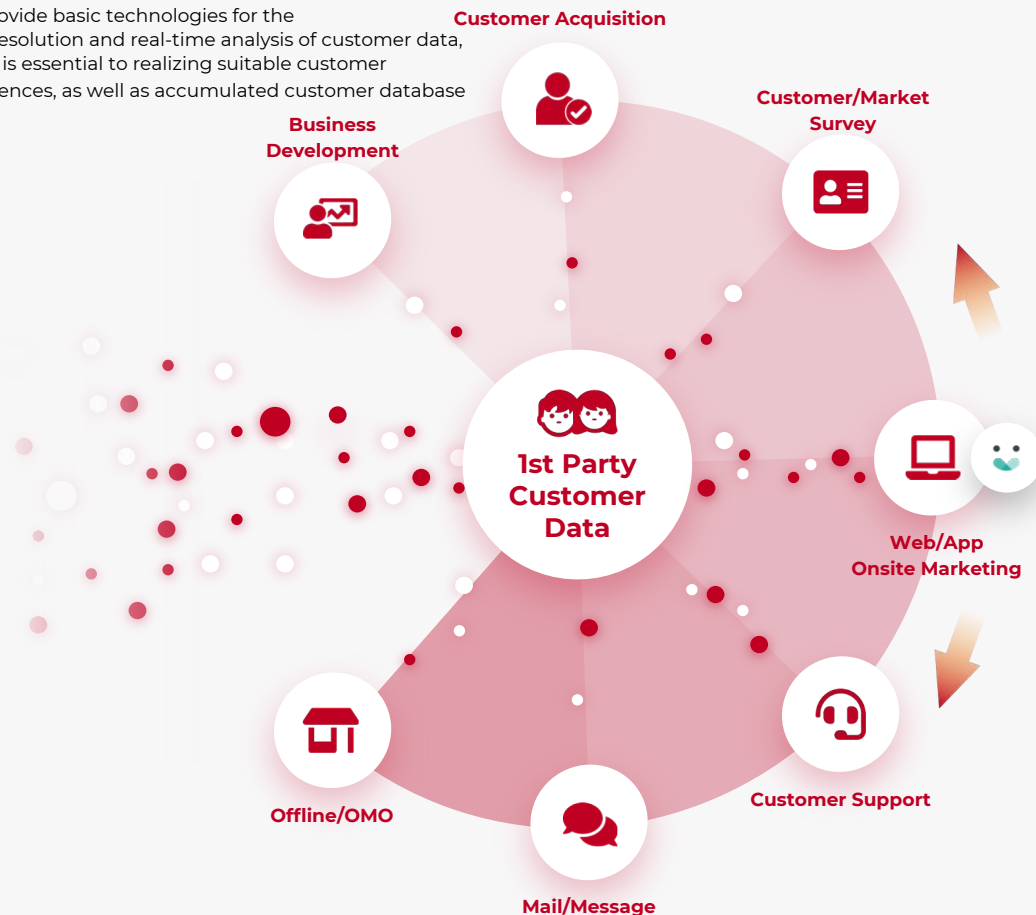 ovide basic technologies for the
esolution and real-time analysis of customer data,
is essential to realizing suitable customer
ences, as well as accumulated customer database
Customer Acquisition
Customer/Market
Survey
Business
Development
1st Party
Customer
Data
Web/App
Onsite Marketing
Customer Support
Offline/OMO
Mail/Message